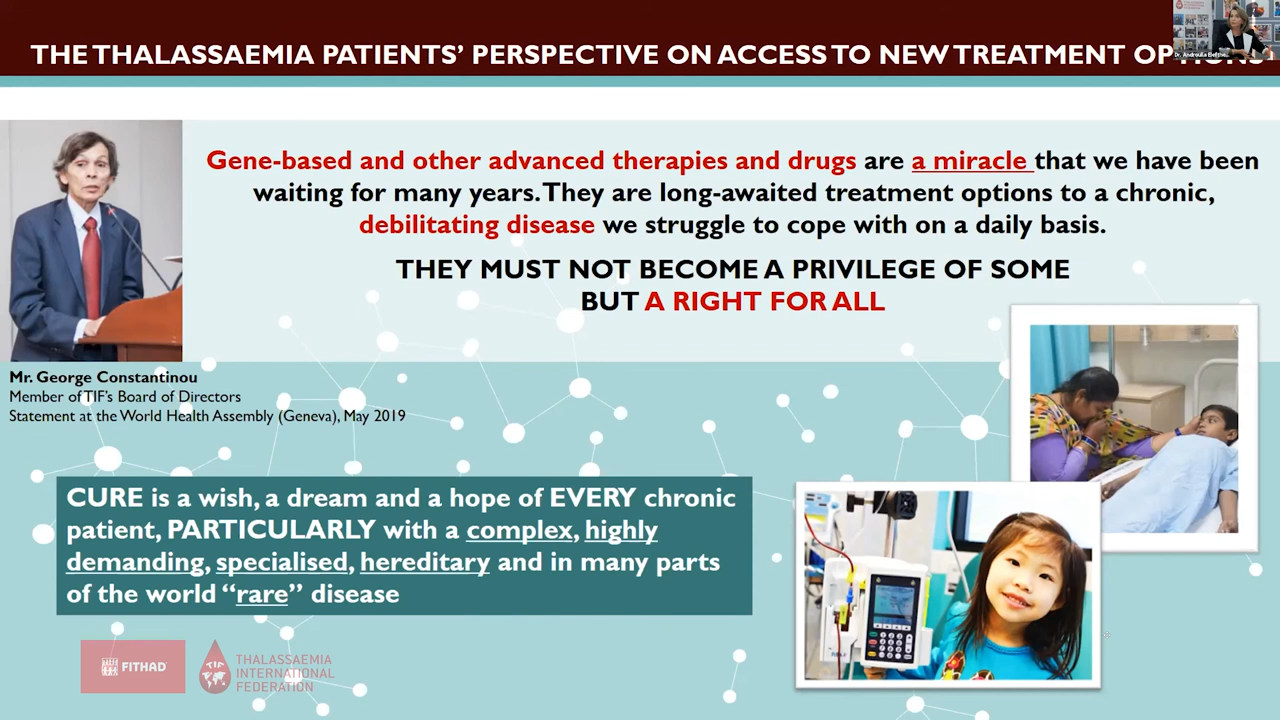 THE THALASSAEMIA PATIENTS' PERSPECTIVE ON ACCESS TO NEW TREATMENT OPTIONS
Gene-based and other advanced therapies and drugs are a miracle that we have been
waiting for many years. They are long-awaited treatment options to a chronic,
debilitating disease we struggle to cope with on a daily basis.
THEY MUST NOT BECOME A PRIVILEGE OF SOME
BUT A RIGHT FOR ALL
Mr. George Constantinou
Member of TIF's Board of Directors
Statement at the World Health Assembly (Geneva), May 2019
CURE is a wish, a dream and a hope of EVERY chronic
patient, PARTICULARLY with a complex, highly
demanding, specialised, hereditary and in many parts
of the world “rare” disease
FITHAD
TIF
THALASSAEMIA
INTERNATIONAL
FEDERATION